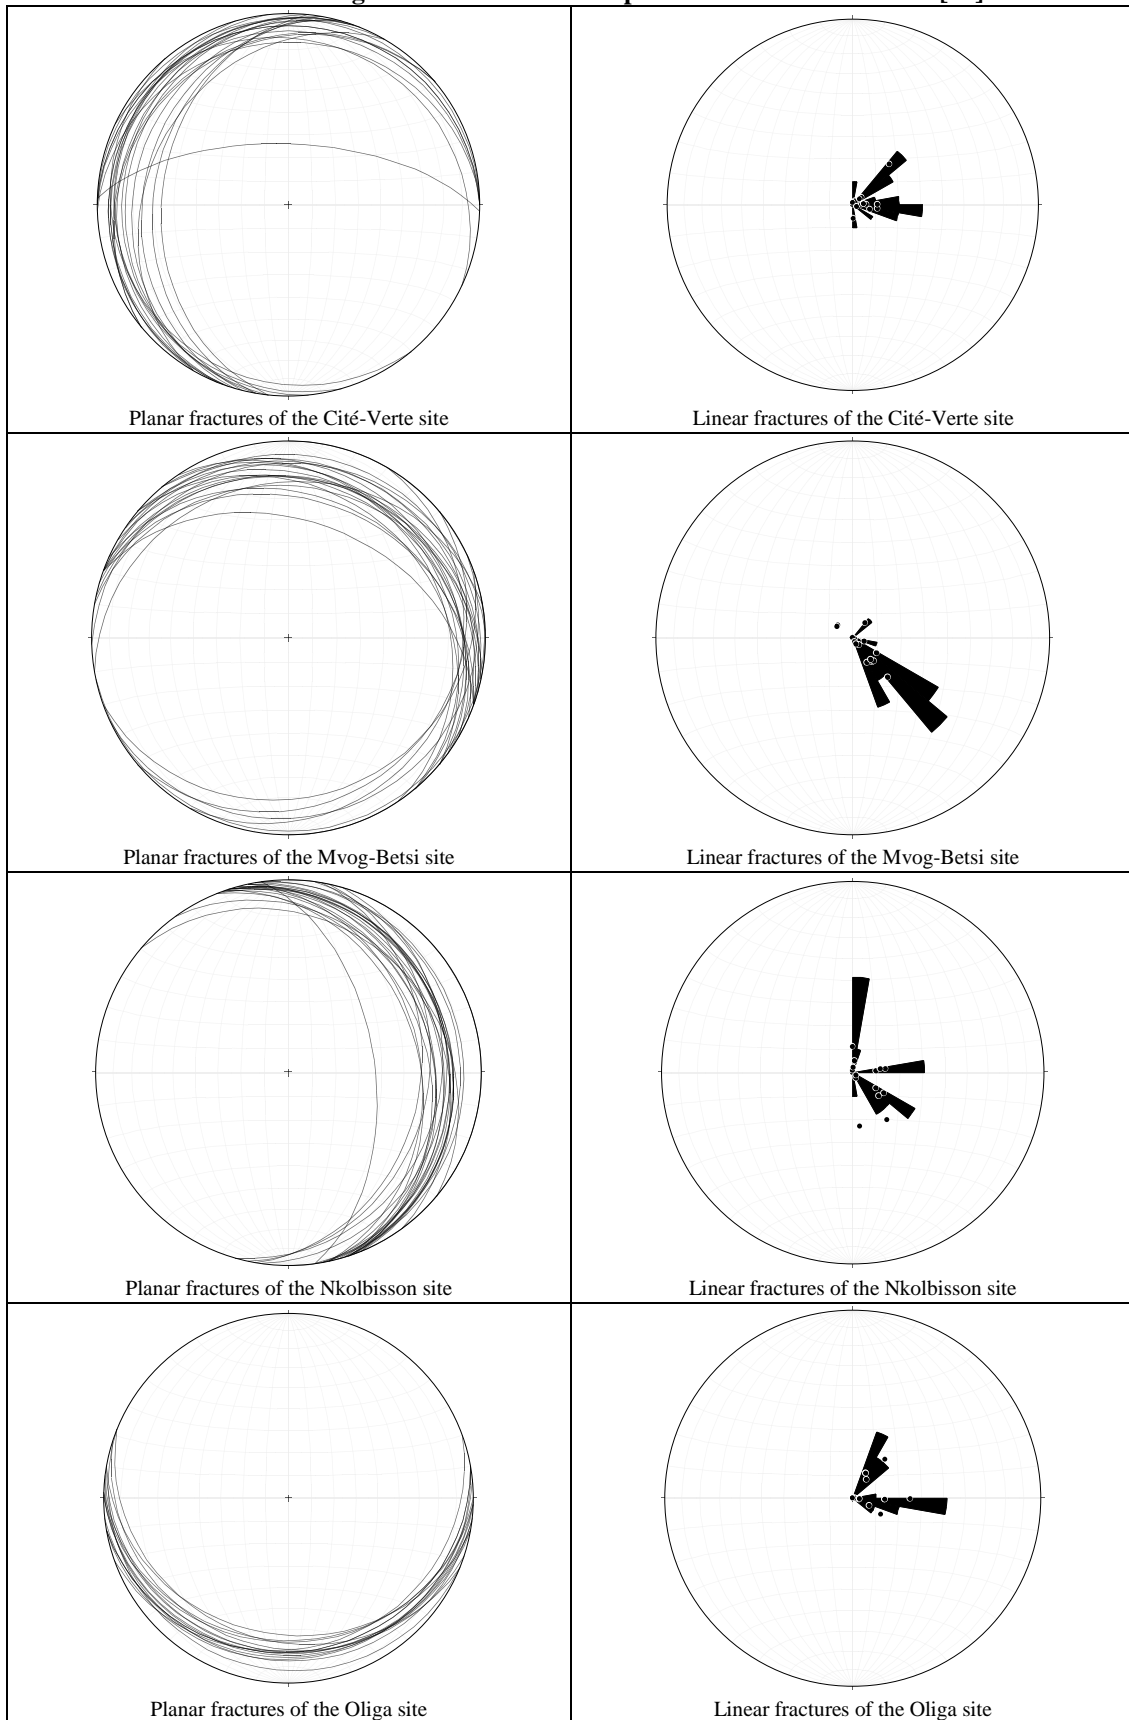 Planar fractures of the Cité-Verte site
Linear fractures of the Cité-Verte site
Planar fractures of the Mvog-Betsi site
Linear fractures of the Mvog-Betsi site
Planar fractures of the Nkolbisson site
Linear fractures of the Nkolbisson site
Planar fractures of the Oliga site
Linear fractures of the Oliga site